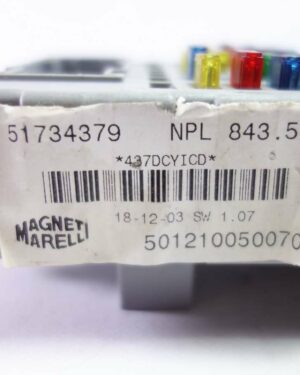 51734379 NPL 843.5
*437DCYICD*
18-12-03 SW 1.07
MAGNETI
MARELLI
501210050070